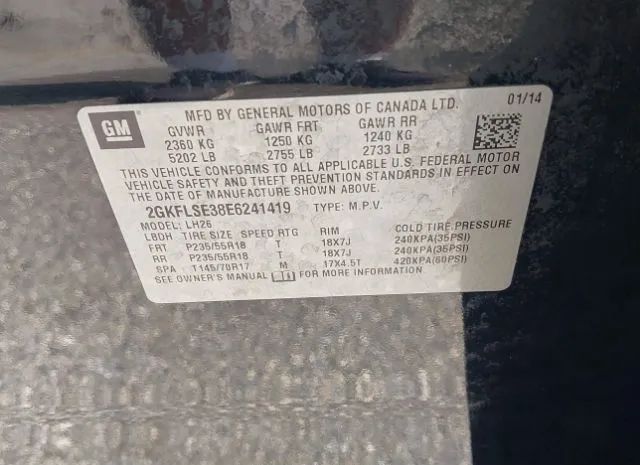 MFD BY GENERAL MOTORS OF CANADA LTD. 01/14
GM
GVWR GAWR FRT GAWR RR
2360 KG 1250 KG 1240 KG
5202 LB 2755 LB 2733 LB
THIS VEHICLE CONFORMS TO ALL APPLICABLE U.S. FEDERAL MOTOR
VEHICLE SAFETY AND THEFT PREVENTION STANDARDS IN EFFECT ON
THE DATE OF MANUFACTURE SHOWN ABOVE.
2GKFLSE38E6241419 TYPE: M.P.V.
MODEL: LH26
LBDH TIRE SIZE SPEED RTG RIM COLD TIRE PRESSURE
FRT P235/55R18 T 18X7J 240KPA(35PSI)
RR P235/55R18 T 18X7J 240KPA(35PSI)
SPA T145/70R17 M 17X4.5T 420KPA(60PSI)
SEE OWNER'S MANUAL FOR MORE INFORMATION